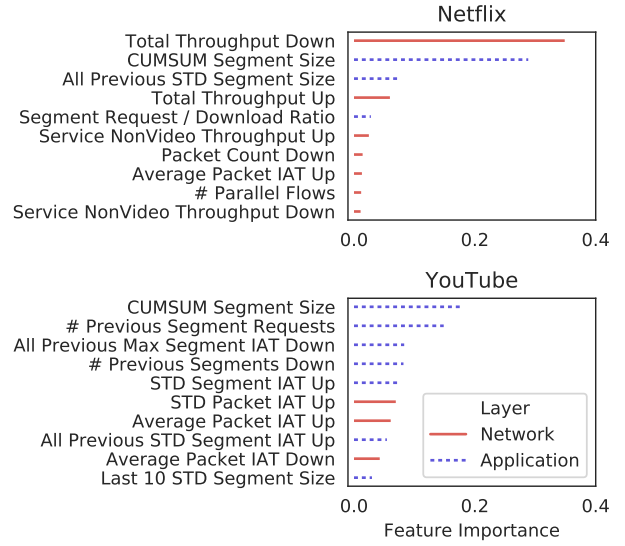 Netflix
Total Throughput Down
CUMSUM Segment Size
All Previous STD Segment Size
Total Throughput Up
Segment Request / Download Ratio
Service NonVideo Throughput Up
Packet Count Down
Average Packet IAT Up
# Parallel Flows
Service NonVideo Throughput Down
0.0 0.2 0.4
YouTube
CUMSUM Segment Size
# Previous Segment Requests
All Previous Max Segment IAT Down
# Previous Segments Down
STD Segment IAT Up
STD Packet IAT Up
Average Packet IAT Up
All Previous STD Segment IAT Up
Average Packet IAT Down
Last 10 STD Segment Size
Layer
Network
Application
0.0 0.2 0.4
Feature Importance